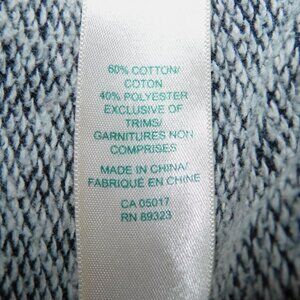 60% COTTON/
COTON
40% POLYESTER
EXCLUSIVE OF
TRIMS/
GARNITURES NON
COMPRISES
MADE IN CHINA/
FABRIQUÉ EN CHINE
CA 05017
RN 89323